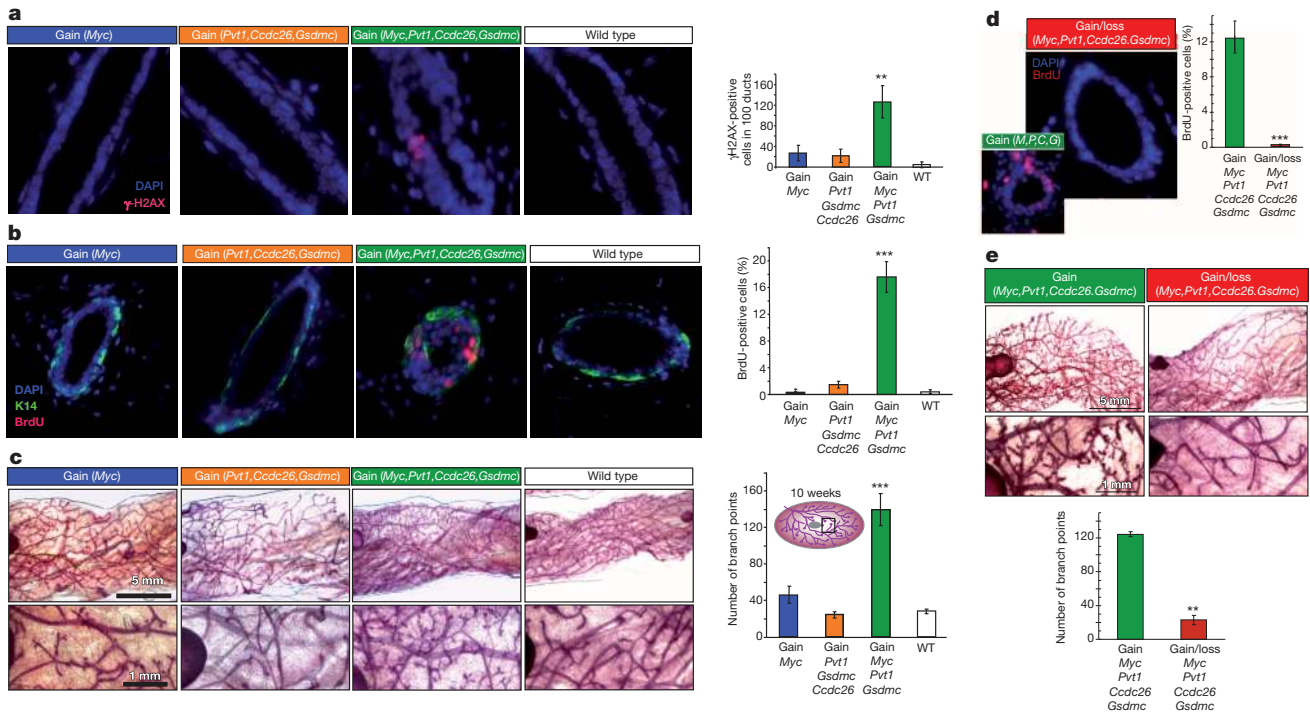 a
Gain (Myc)
Gain (Pvt1,Ccdc26,Gsdmc)
Gain (Myc,Pvt1,Ccdc26,Gsdmc)
Wild type
DAPI
γ-H2AX
γH2AX-positive
cells in 100 ducts
160
120
80
40
0
**
Gain
Myc
Gain
Pvt1
Gsdmc
Ccdc26
Gain
Myc
Pvt1
Gsdmc
WT
b
Gain (Myc)
Gain (Pvt1,Ccdc26,Gsdmc)
Gain (Myc,Pvt1,Ccdc26,Gsdmc)
Wild type
DAPI
K14
BrdU
BrdU-positive cells (%)
20
16
12
8
4
0
***
Gain
Myc
Gain
Pvt1
Gsdmc
Ccdc26
Gain
Myc
Pvt1
Gsdmc
WT
c
Gain (Myc)
Gain (Pvt1,Ccdc26,Gsdmc)
Gain (Myc,Pvt1,Ccdc26,Gsdmc)
Wild type
5 mm
1 mm
Number of branch points
160
120
80
40
0
10 weeks
***
Gain
Myc
Gain
Pvt1
Gsdmc
Ccdc26
Gain
Myc
Pvt1
Gsdmc
WT
d
Gain/loss
(Myc,Pvt1,Ccdc26.Gsdmc)
DAPI
BrdU
Gain (M,P,C,G)
BrdU-positive cells (%)
12
8
4
0
***
Gain
Myc
Pvt1
Ccdc26
Gsdmc
Gain/loss
Myc
Pvt1
Ccdc26
Gsdmc
e
Gain
(Myc,Pvt1,Ccdc26.Gsdmc)
Gain/loss
(Myc,Pvt1,Ccdc26.Gsdmc)
5 mm
1 mm
Number of branch points
120
80
40
0
**
Gain
Myc
Pvt1
Ccdc26
Gsdmc
Gain/loss
Myc
Pvt1
Ccdc26
Gsdmc